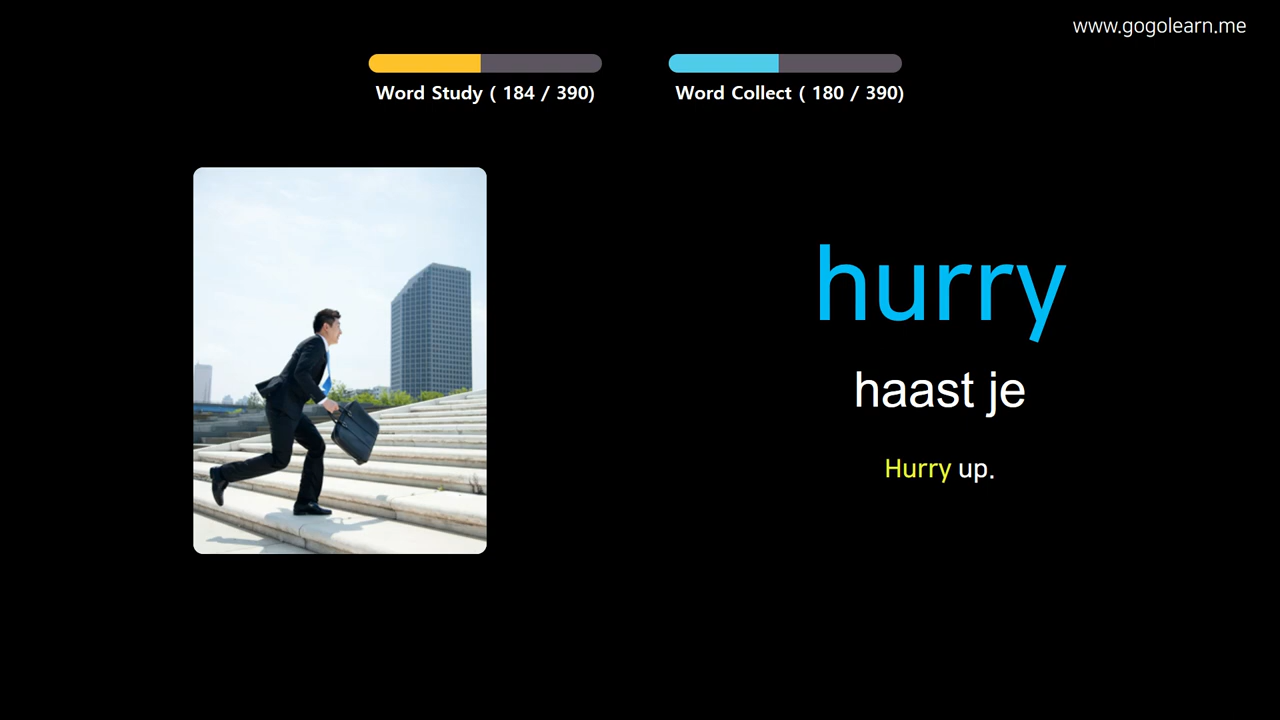 www.gogolearn.me
Word Study ( 184 / 390)
Word Collect ( 180 / 390)
hurry
haast je
Hurry up.